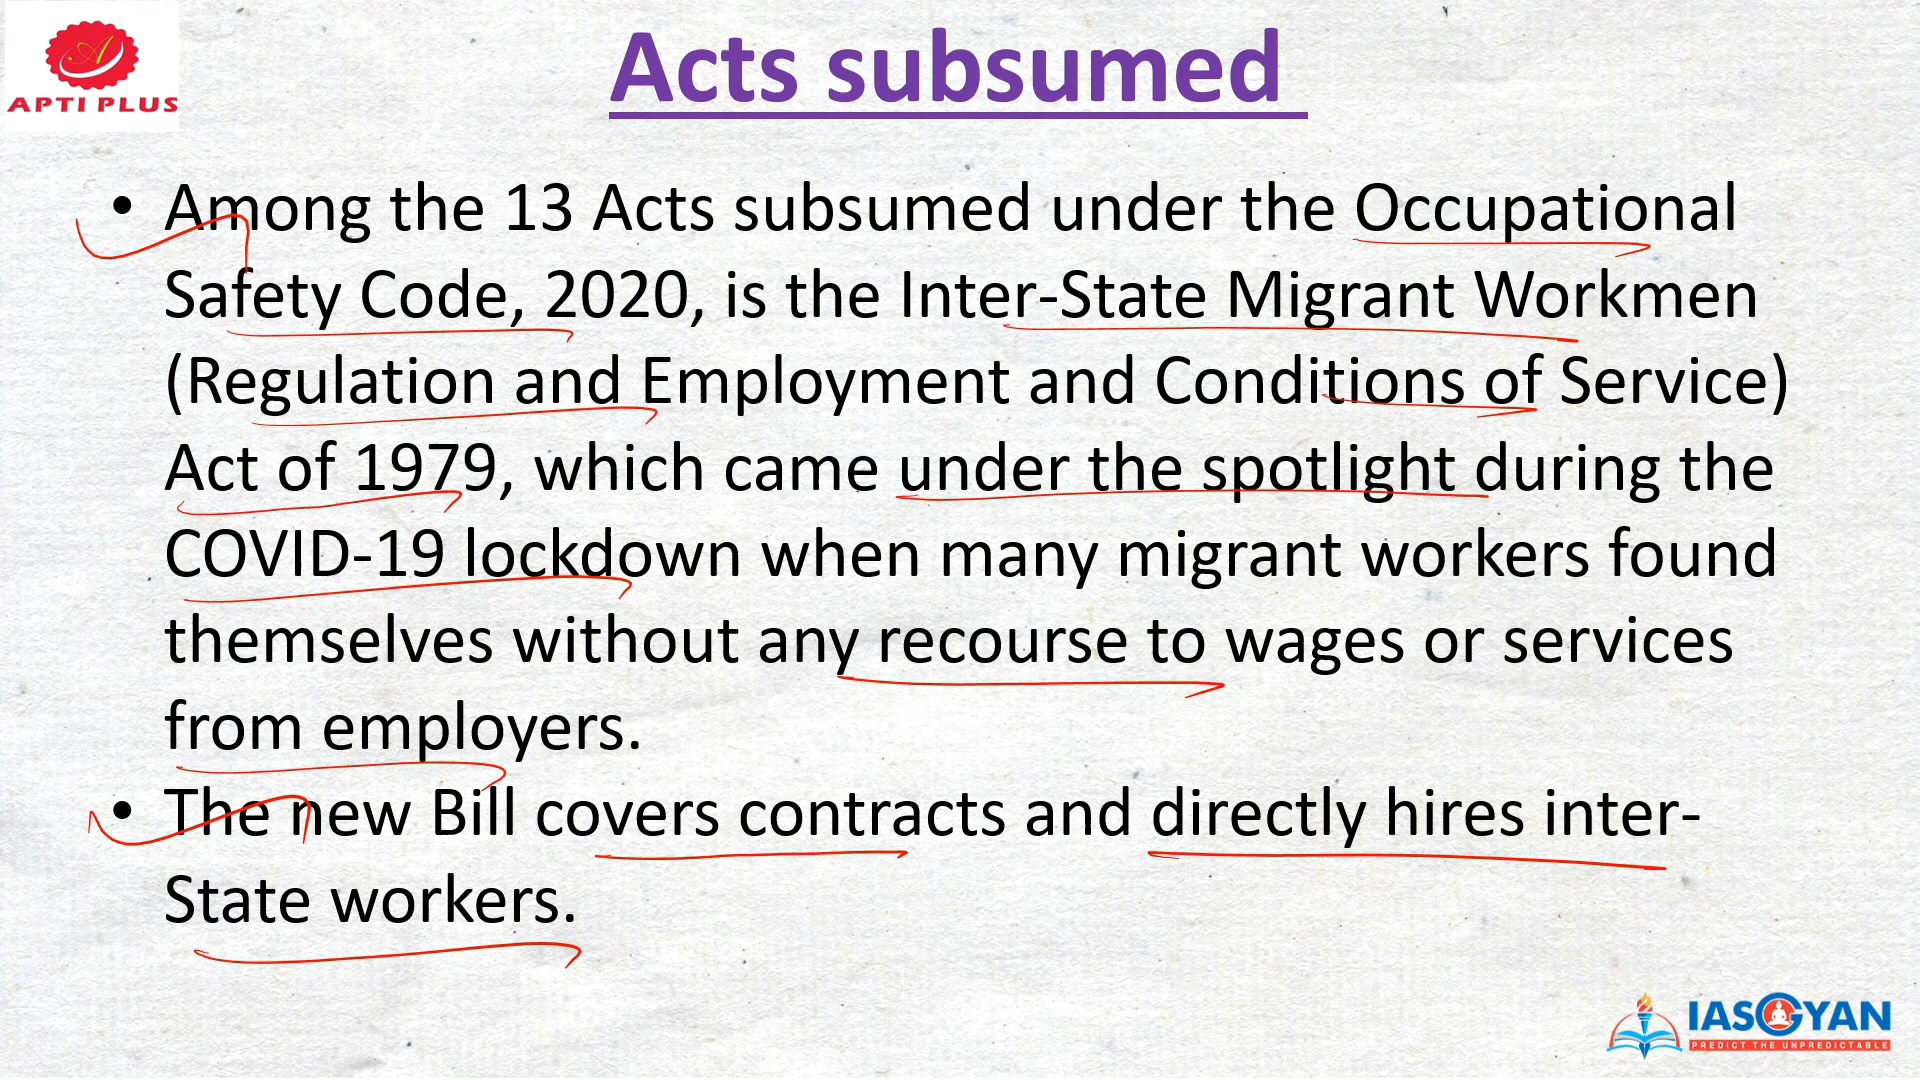 A
APTI PLUS
Acts subsumed
• Among the 13 Acts subsumed under the Occupational
Safety Code, 2020, is the Inter-State Migrant Workmen
(Regulation and Employment and Conditions of Service)
Act of 1979, which came under the spotlight during the
COVID-19 lockdown when many migrant workers found
themselves without any recourse to wages or services
from employers.
• The new Bill covers contracts and directly hires inter-
State workers.
IASGYAN
PREDICT THE UNPREDICTABLE